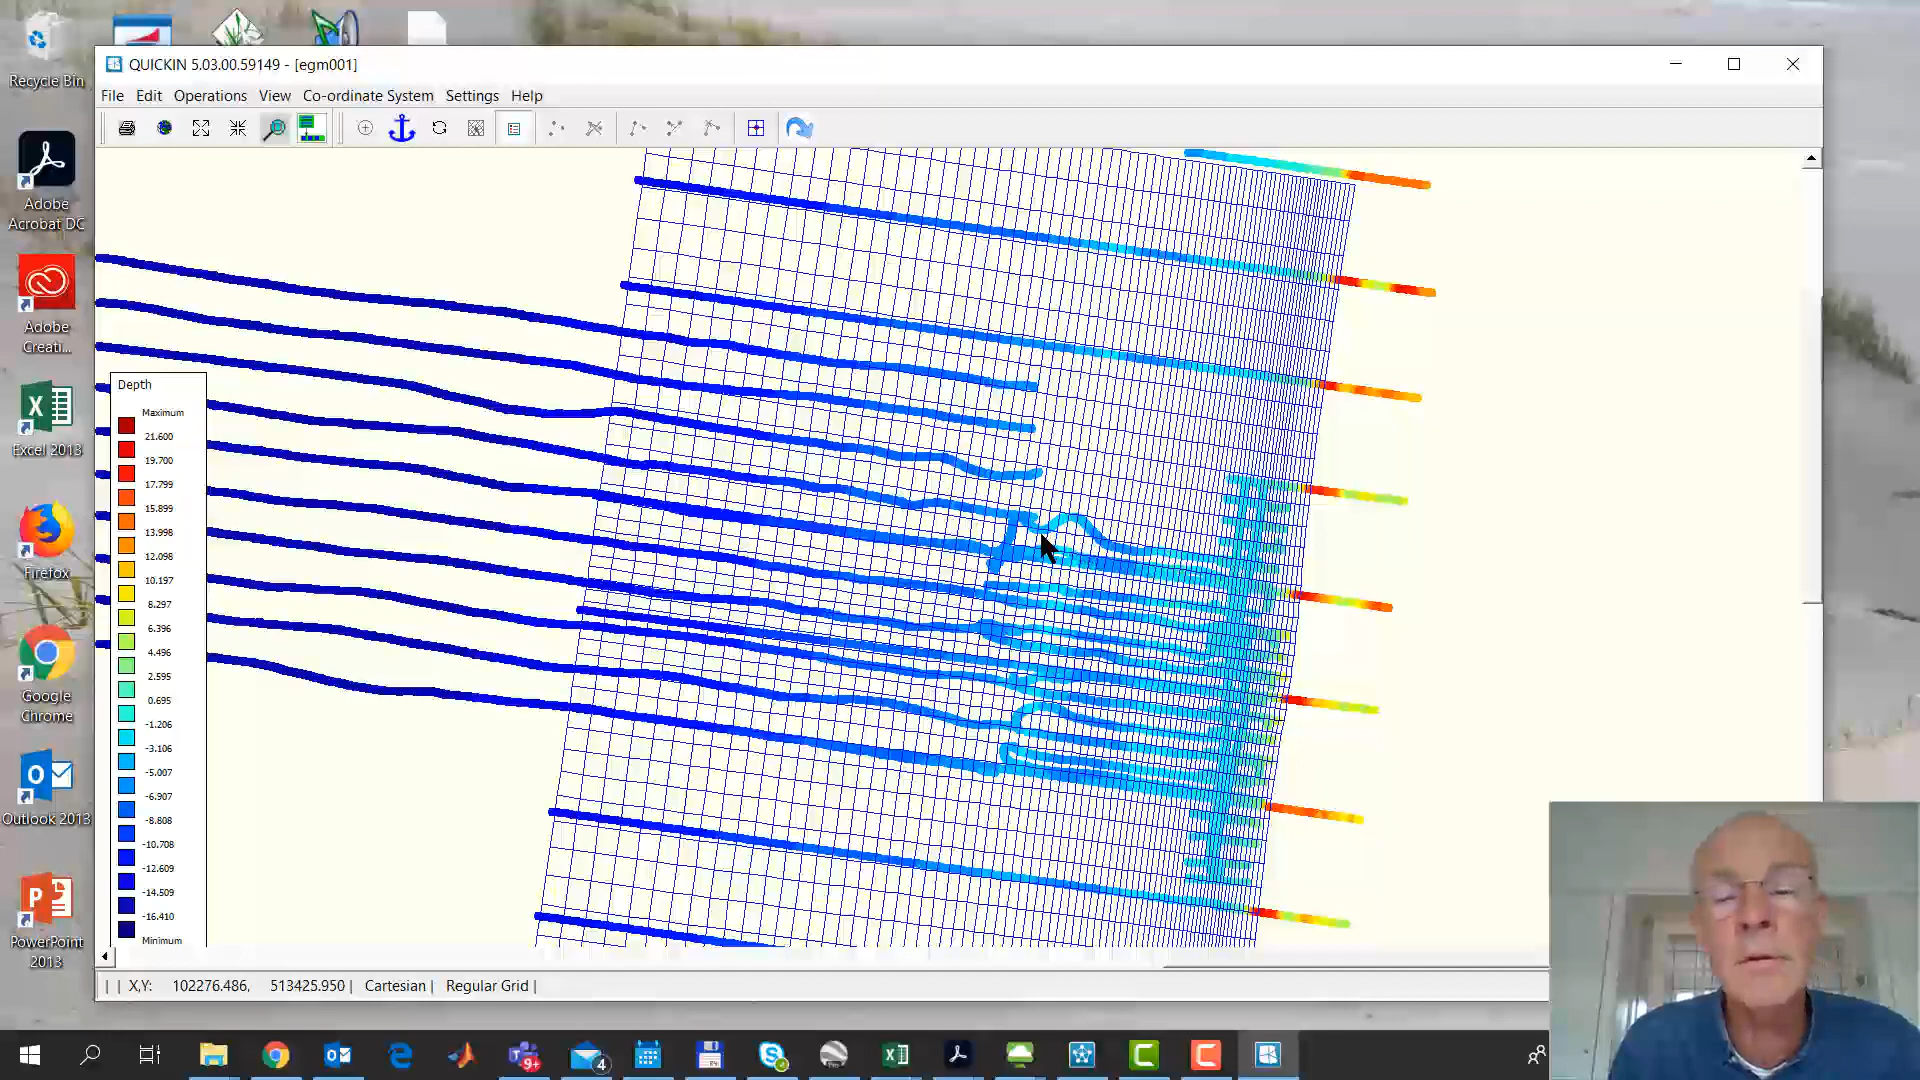 QUICKIN 5.03.00.59149 - [egm001]
File Edit Operations View Co-ordinate System Settings Help
Recycle Bin
Adobe
Acrobat DC
Adobe
Creati...
Excel 2013
Firefox
Google
Chrome
Outlook 2013
PowerPoint
2013
Depth
Maximum
21.600
19.700
17.799
15.899
13.998
12.098
10.197
8.297
6.396
4.496
2.595
0.695
-1.206
-3.106
-5.007
-6.907
-8.808
-10.708
-12.609
-14.509
-16.410
Minimum
| | X,Y: 102276.486, 513425.950 | Cartesian | Regular Grid |
9+
4